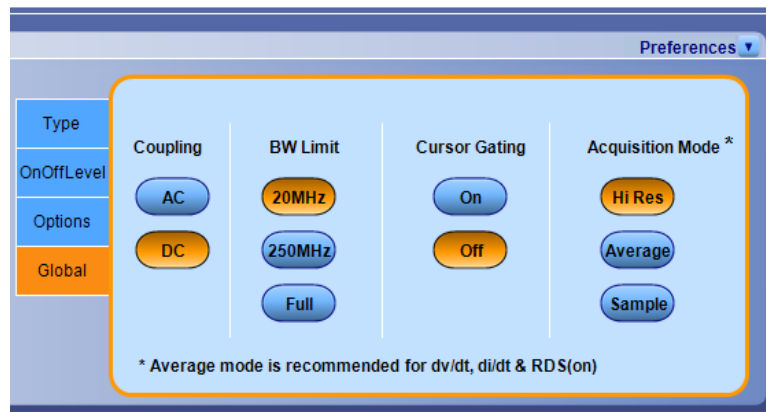 Preferences
Type
OnOffLevel
Options
Global
Coupling
AC
DC
BW Limit
20MHz
250MHz
Full
Cursor Gating
On
Off
Acquisition Mode *
Hi Res
Average
Sample
* Average mode is recommended for dv/dt, di/dt & RDS(on)